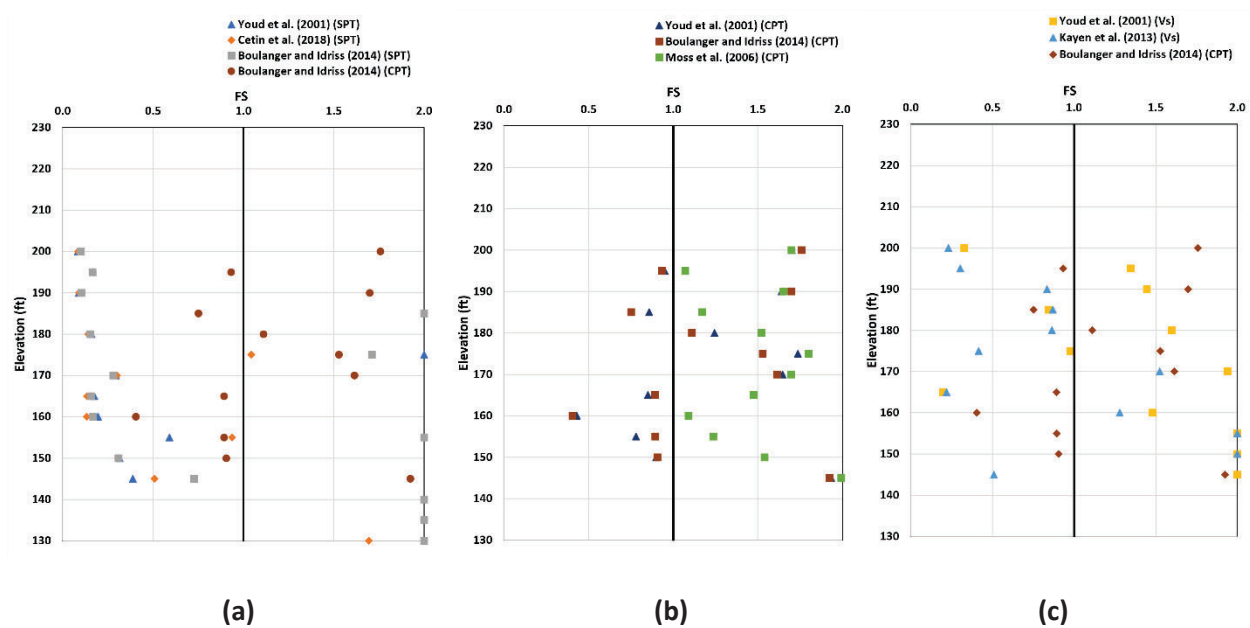 Youd et al. (2001) (SPT)
Cetin et al. (2018) (SPT)
Boulanger and Idriss (2014) (SPT)
Boulanger and Idriss (2014) (CPT)
FS
0.0 0.5 1.0 1.5 2.0
Elevation (ft)
230
220
210
200
190
180
170
160
150
140
130
(a)
Youd et al. (2001) (CPT)
Boulanger and Idriss (2014) (CPT)
Moss et al. (2006) (CPT)
FS
0.0 0.5 1.0 1.5 2.0
Elevation (ft)
230
220
210
200
190
180
170
160
150
140
130
(b)
Youd et al. (2001) (Vs)
Kayen et al. (2013) (Vs)
Boulanger and Idriss (2014) (CPT)
FS
0.0 0.5 1.0 1.5 2.0
Elevation (ft)
230
220
210
200
190
180
170
160
150
140
130
(c)